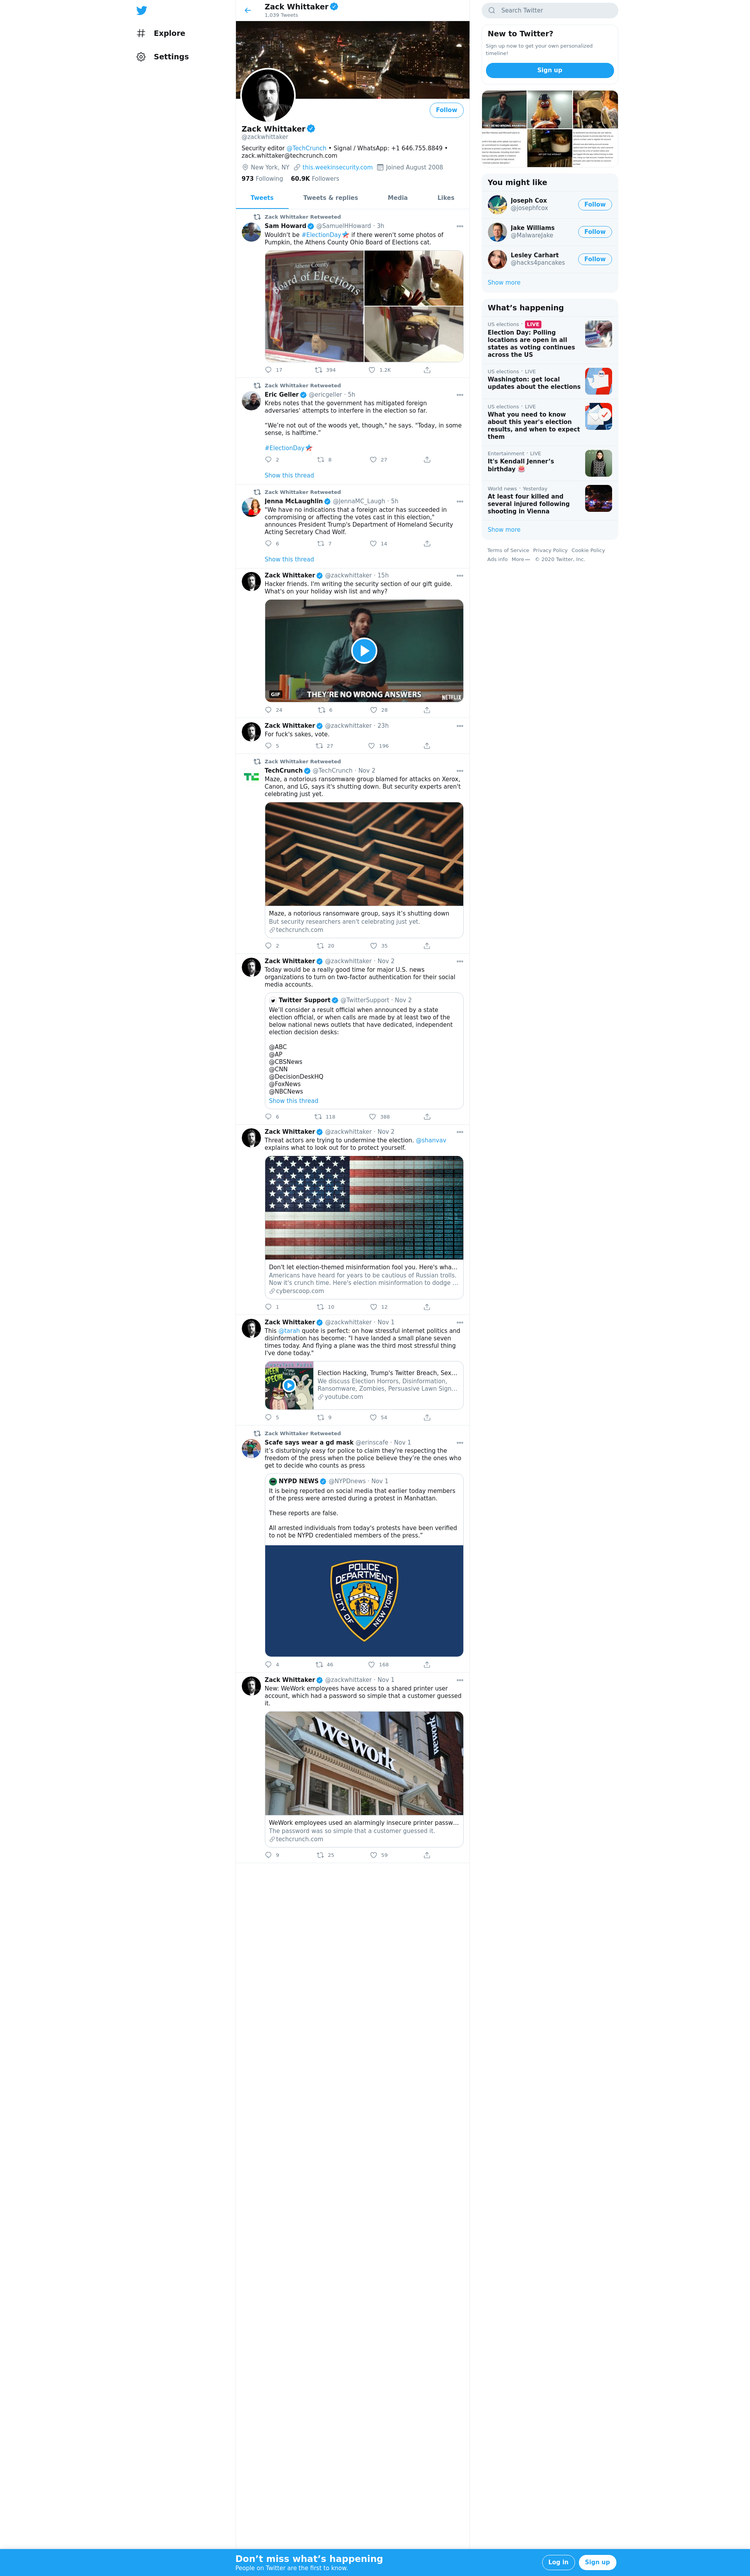 Explore
Settings
Zack Whittaker
1,039 Tweets
Follow
Zack Whittaker
@zackwhittaker
Security editor @TechCrunch • Signal / WhatsApp: +1 646.755.8849 •
zack.whittaker@techcrunch.com
New York, NY this.weekinsecurity.com Joined August 2008
973 Following 60.9K Followers
Tweets Tweets & replies Media Likes
Zack Whittaker Retweeted
Sam Howard @SamuelHHoward · 3h
Wouldn't be #ElectionDay if there weren't some photos of
Pumpkin, the Athens County Ohio Board of Elections cat.
Athens County
Board of Elections
17 394 1.2K
Zack Whittaker Retweeted
Eric Geller @ericgeller · 5h
Krebs notes that the government has mitigated foreign
adversaries' attempts to interfere in the election so far.
"We're not out of the woods yet, though," he says. "Today, in some
sense, is halftime."
#ElectionDay
2 8 27
Show this thread
Zack Whittaker Retweeted
Jenna McLaughlin @JennaMC_Laugh · 5h
"We have no indications that a foreign actor has succeeded in
compromising or affecting the votes cast in this election,"
announces President Trump's Department of Homeland Security
Acting Secretary Chad Wolf.
6 7 14
Show this thread
Zack Whittaker @zackwhittaker · 15h
Hacker friends. I'm writing the security section of our gift guide.
What's on your holiday wish list and why?
GIF THEY'RE NO WRONG ANSWERS NETFLIX
24 6 28
Zack Whittaker @zackwhittaker · 23h
For fuck's sakes, vote.
5 27 196
Zack Whittaker Retweeted
TechCrunch @TechCrunch · Nov 2
Maze, a notorious ransomware group blamed for attacks on Xerox,
Canon, and LG, says it's shutting down. But security experts aren't
celebrating just yet.
Maze, a notorious ransomware group, says it's shutting down
But security researchers aren't celebrating just yet.
techcrunch.com
2 20 35
Zack Whittaker @zackwhittaker · Nov 2
Today would be a really good time for major U.S. news
organizations to turn on two-factor authentication for their social
media accounts.
Twitter Support @TwitterSupport · Nov 2
We'll consider a result official when announced by a state
election official, or when calls are made by at least two of the
below national news outlets that have dedicated, independent
election decision desks:
@ABC
@AP
@CBSNews
@CNN
@DecisionDeskHQ
@FoxNews
@NBCNews
Show this thread
6 118 388
Zack Whittaker @zackwhittaker · Nov 2
Threat actors are trying to undermine the election. @shanvav
explains what to look out for to protect yourself.
Don't let election-themed misinformation fool you. Here's wha...
Americans have heard for years to be cautious of Russian trolls.
Now it's crunch time. Here's election misinformation to dodge ...
cyberscoop.com
1 10 12
Zack Whittaker @zackwhittaker · Nov 1
This @tarah quote is perfect: on how stressful internet politics and
disinformation has become: "I have landed a small plane seven
times today. And flying a plane was the third most stressful thing
I've done today."
Election Hacking, Trump's Twitter Breach, Sex...
We discuss Election Horrors, Disinformation,
Ransomware, Zombies, Persuasive Lawn Sign...
youtube.com
5 9 54
Zack Whittaker Retweeted
Scafe says wear a gd mask @erinscafe · Nov 1
it's disturbingly easy for police to claim they're respecting the
freedom of the press when the police believe they're the ones who
get to decide who counts as press
NYPD NEWS @NYPDnews · Nov 1
It is being reported on social media that earlier today members
of the press were arrested during a protest in Manhattan.
These reports are false.
All arrested individuals from today's protests have been verified
to not be NYPD credentialed members of the press."
POLICE DEPARTMENT
CITY OF NEW YORK
4 46 168
Zack Whittaker @zackwhittaker · Nov 1
New: WeWork employees have access to a shared printer user
account, which had a password so simple that a customer guessed
it.
wework
wework
WeWork employees used an alarmingly insecure printer passw...
The password was so simple that a customer guessed it.
techcrunch.com
9 25 59
Search Twitter
New to Twitter?
Sign up now to get your own personalized
timeline!
Sign up
You might like
Joseph Cox
@josephfcox
Follow
Jake Williams
@MalwareJake
Follow
Lesley Carhart
@hacks4pancakes
Follow
Show more
What's happening
US elections · LIVE
Election Day: Polling
locations are open in all
states as voting continues
across the US
US elections · LIVE
Washington: get local
updates about the elections
US elections · LIVE
What you need to know
about this year's election
results, and when to expect
them
Entertainment · LIVE
It's Kendall Jenner's
birthday
World news · Yesterday
At least four killed and
several injured following
shooting in Vienna
Show more
Terms of Service Privacy Policy Cookie Policy
Ads info More © 2020 Twitter, Inc.
Don't miss what's happening
People on Twitter are the first to know.
Log in Sign up